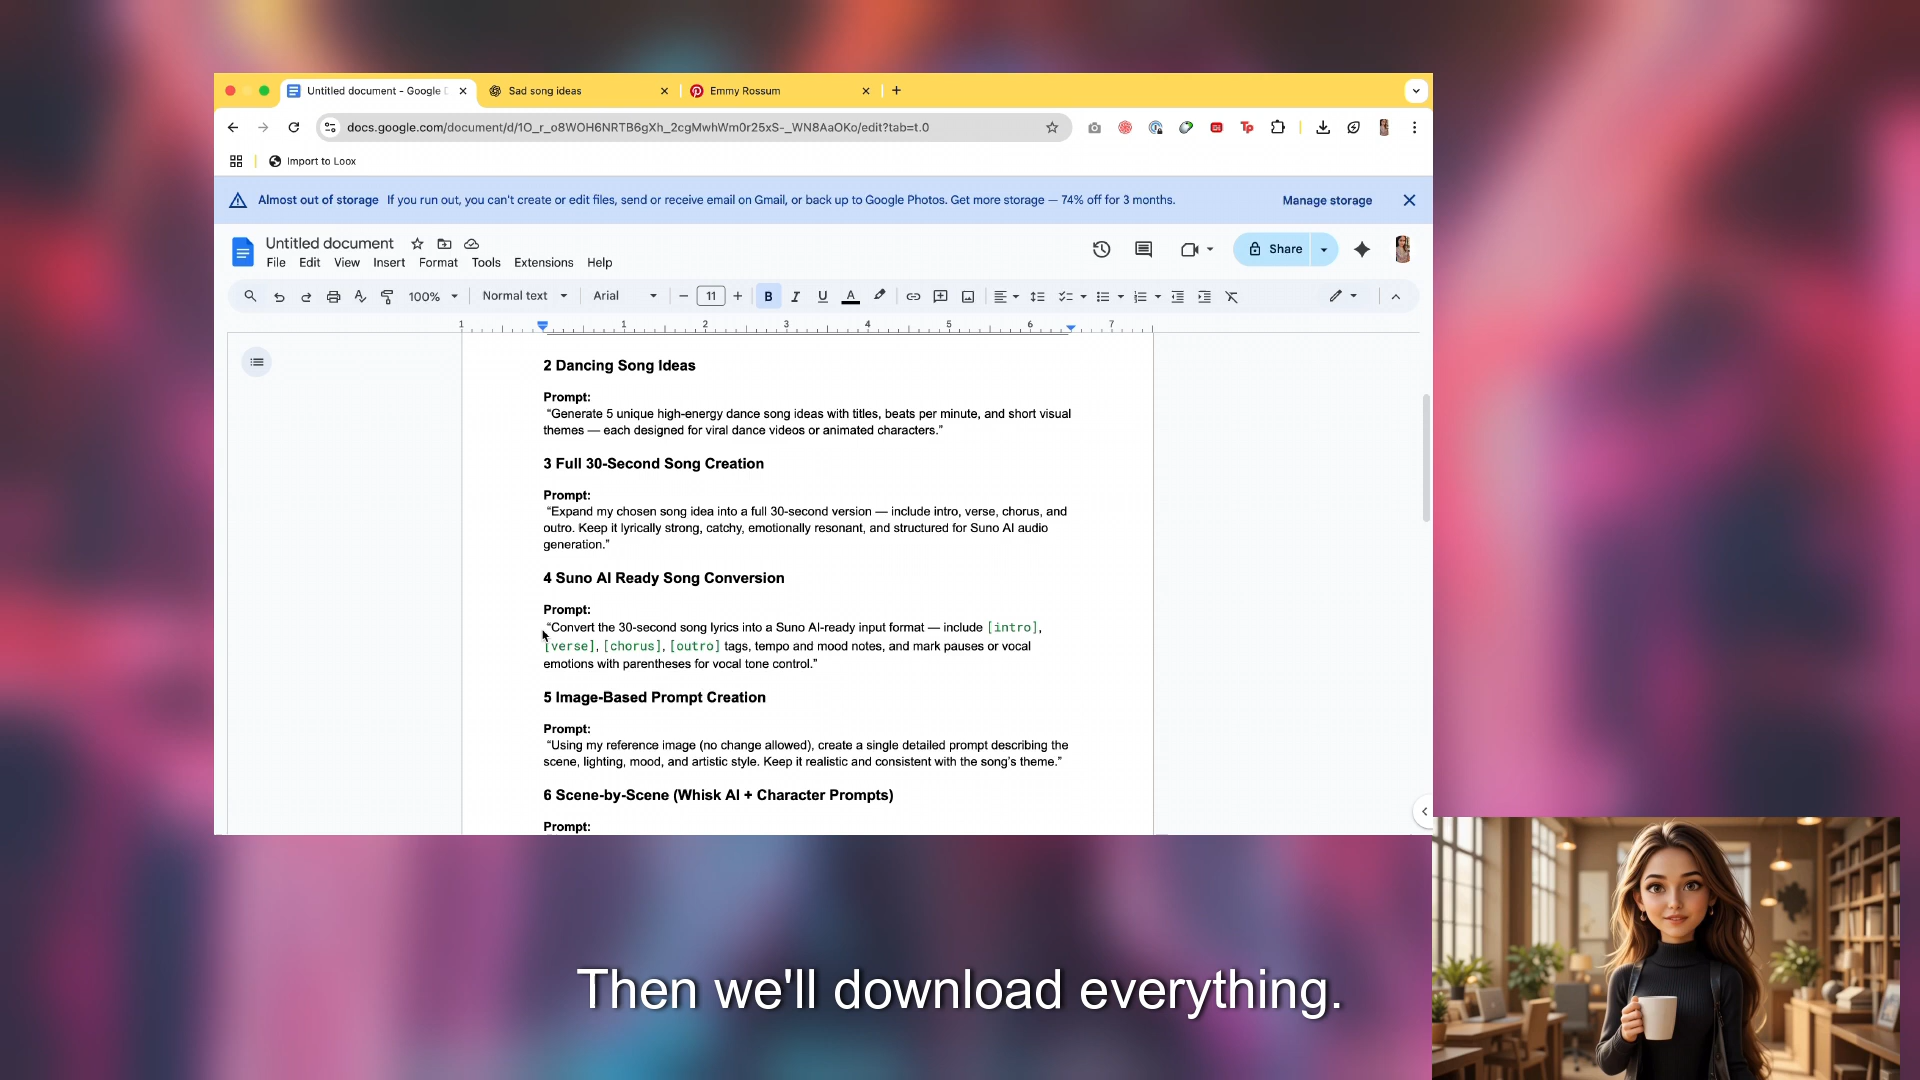 Untitled document - Google D
Sad song ideas
Emmy Rossum
docs.google.com/document/d/1O_r_o8WOH6NRTB6gXh_2cgMwhWm0r25xS-_WN8AaOKo/edit?tab=t.0
Import to Loox
Almost out of storage If you run out, you can't create or edit files, send or receive email on Gmail, or back up to Google Photos. Get more storage — 74% off for 3 months.
Manage storage
Untitled document
File Edit View Insert Format Tools Extensions Help
Share
100% Normal text Arial 11 B I U A
1 1 2 3 4 5 6 7
2 Dancing Song Ideas
Prompt:
“Generate 5 unique high-energy dance song ideas with titles, beats per minute, and short visual
themes — each designed for viral dance videos or animated characters.”
3 Full 30-Second Song Creation
Prompt:
“Expand my chosen song idea into a full 30-second version — include intro, verse, chorus, and
outro. Keep it lyrically strong, catchy, emotionally resonant, and structured for Suno AI audio
generation.”
4 Suno AI Ready Song Conversion
Prompt:
“Convert the 30-second song lyrics into a Suno AI-ready input format — include [intro],
[verse], [chorus], [outro] tags, tempo and mood notes, and mark pauses or vocal
emotions with parentheses for vocal tone control.”
5 Image-Based Prompt Creation
Prompt:
“Using my reference image (no change allowed), create a single detailed prompt describing the
scene, lighting, mood, and artistic style. Keep it realistic and consistent with the song’s theme.”
6 Scene-by-Scene (Whisk AI + Character Prompts)
Prompt:
Then we'll download everything.